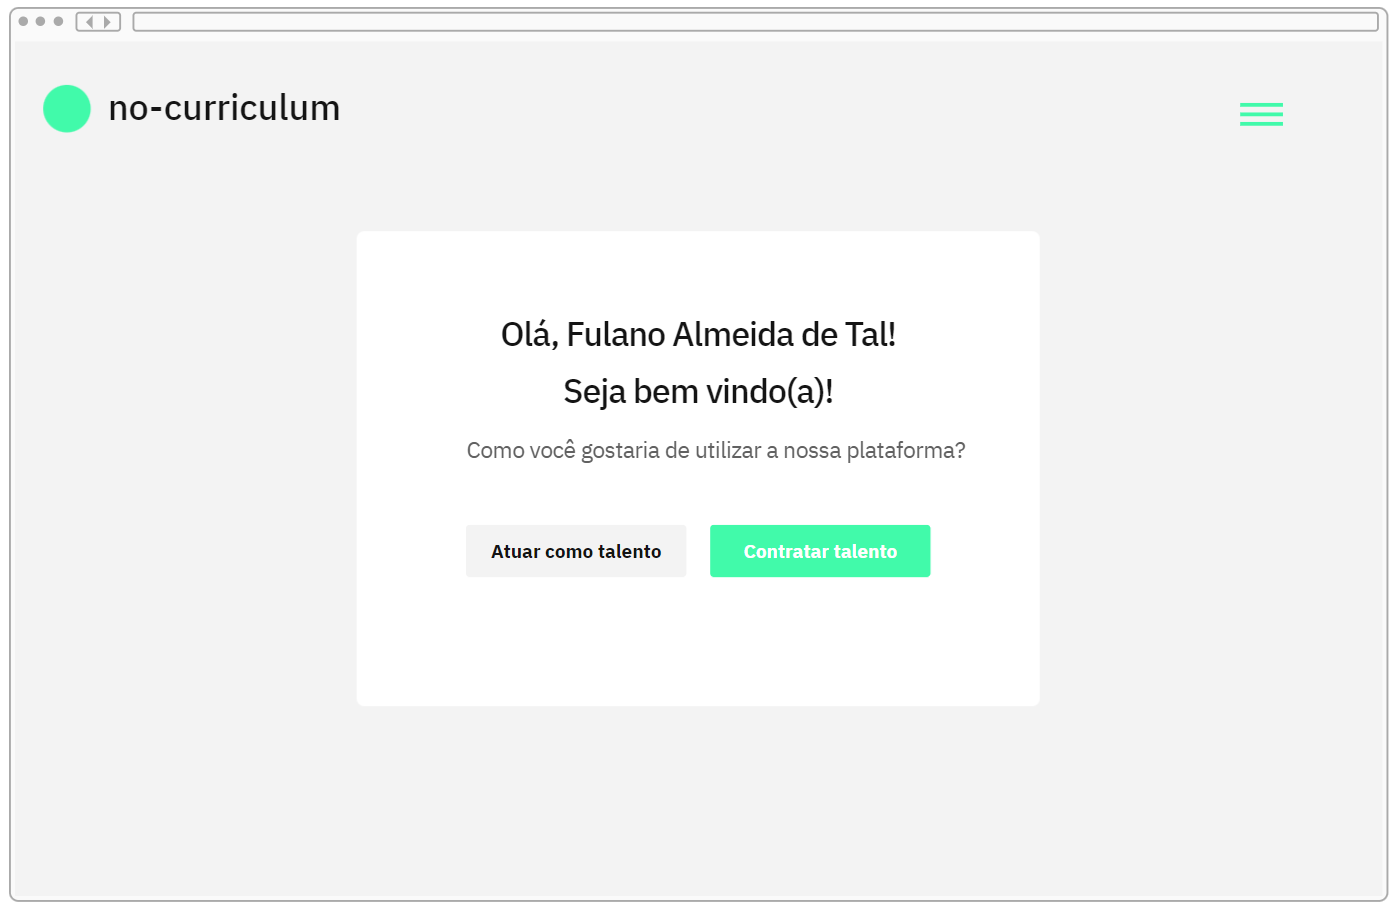 no-curriculum
Olá, Fulano Almeida de Tal!
Seja bem vindo(a)!
Como você gostaria de utilizar a nossa plataforma?
Atuar como talento
Contratar talento